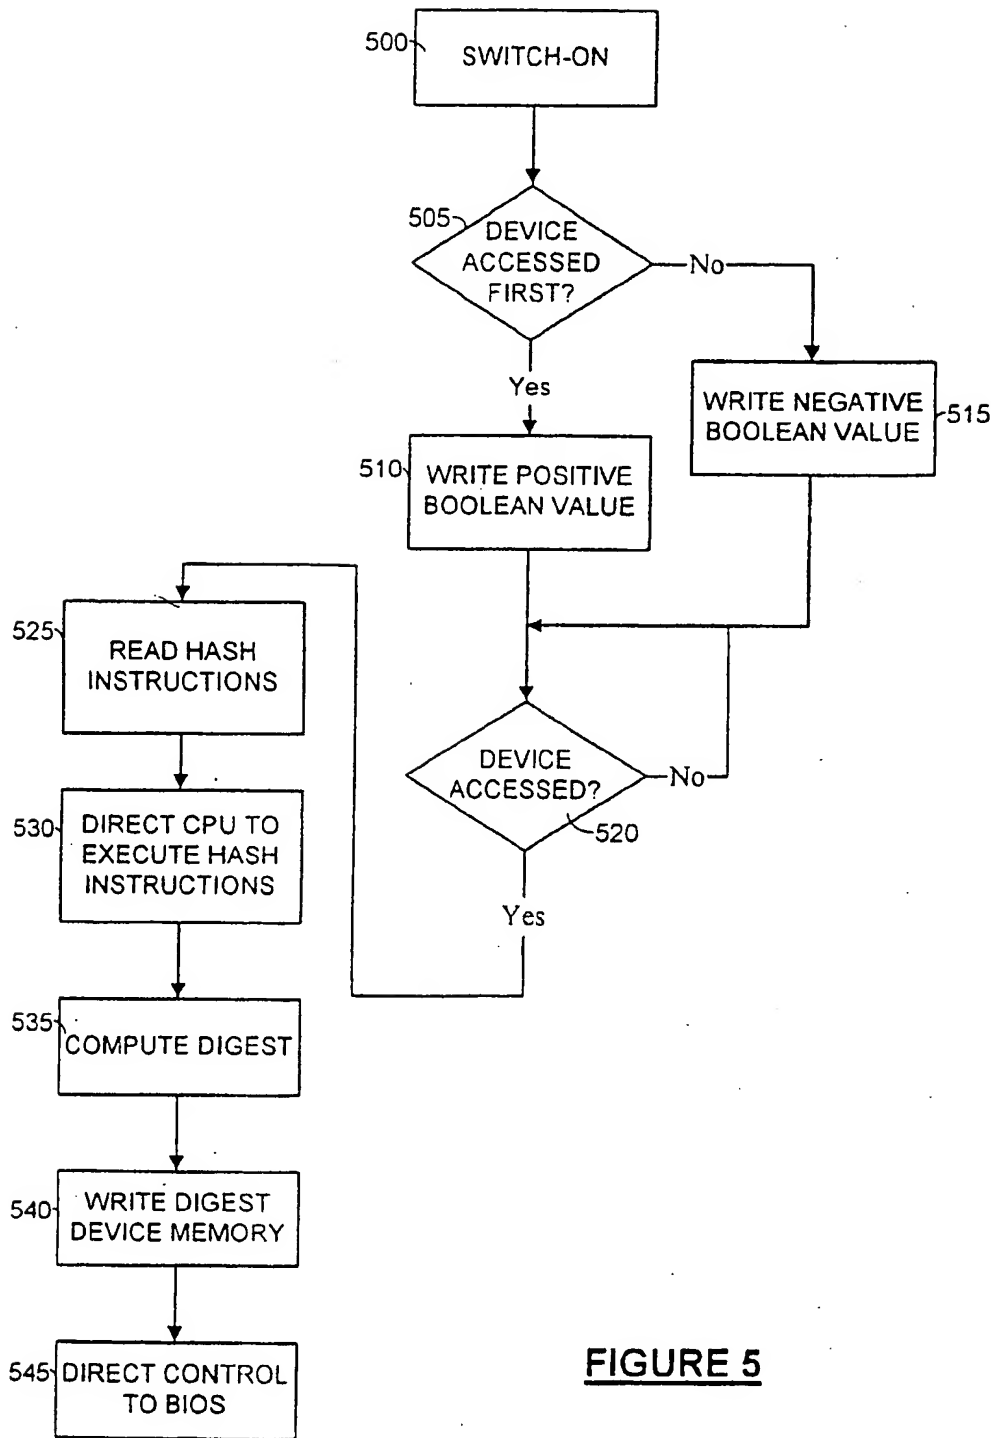 500
SWITCH-ON
505
DEVICE
ACCESSED
FIRST?
No
Yes
WRITE NEGATIVE
BOOLEAN VALUE
515
510
WRITE POSITIVE
BOOLEAN VALUE
525
READ HASH
INSTRUCTIONS
DEVICE
ACCESSED?
No
520
Yes
530
DIRECT CPU TO
EXECUTE HASH
INSTRUCTIONS
535
COMPUTE DIGEST
540
WRITE DIGEST
DEVICE MEMORY
545
DIRECT CONTROL
TO BIOS
FIGURE 5